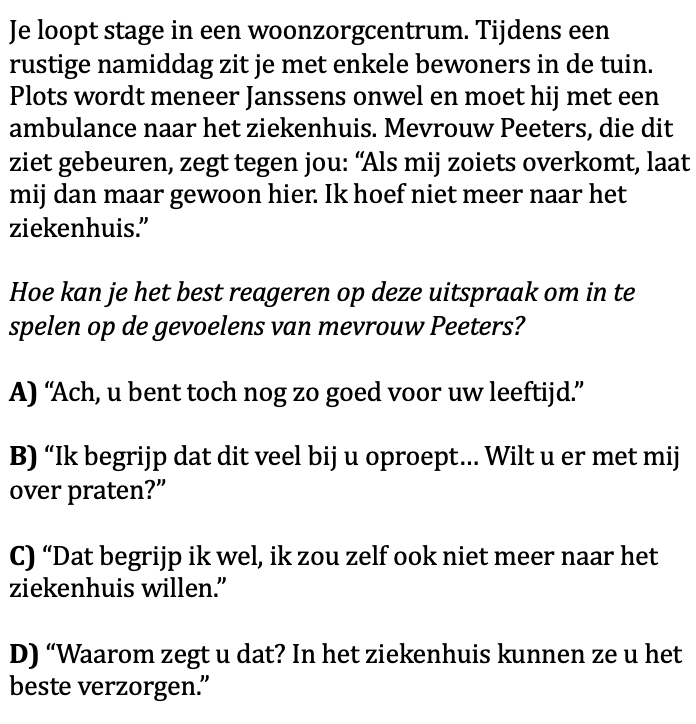 Je loopt stage in een woonzorgcentrum. Tijdens een
rustige namiddag zit je met enkele bewoners in de tuin.
Plots wordt meneer Janssens onwel en moet hij met een
ambulance naar het ziekenhuis. Mevrouw Peeters, die dit
ziet gebeuren, zegt tegen jou: “Als mij zoiets overkomt, laat
mij dan maar gewoon hier. Ik hoef niet meer naar het
ziekenhuis.”
Hoe kan je het best reageren op deze uitspraak om in te
spelen op de gevoelens van mevrouw Peeters?
A) “Ach, u bent toch nog zo goed voor uw leeftijd.”
B) “Ik begrijp dat dit veel bij u oproept… Wilt u er met mij
over praten?”
C) “Dat begrijp ik wel, ik zou zelf ook niet meer naar het
ziekenhuis willen.”
D) “Waarom zegt u dat? In het ziekenhuis kunnen ze u het
beste verzorgen.”